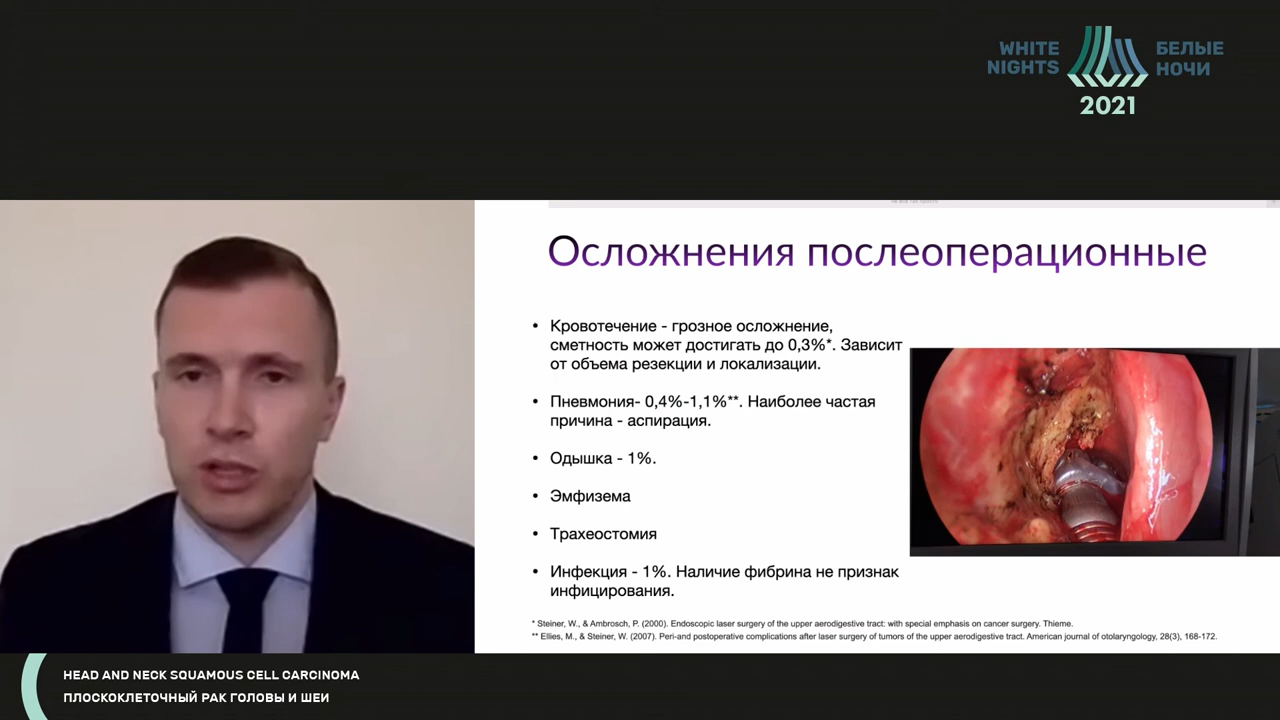 WHITE NIGHTS
БЕЛЫЕ НОЧИ
2021
Осложнения послеоперационные
• Кровотечение - грозное осложнение,
сметность может достигать до 0,3%*. Зависит
от объема резекции и локализации.
• Пневмония- 0,4%-1,1%**. Наиболее частая
причина - аспирация.
• Одышка - 1%.
• Эмфизема
• Трахеостомия
• Инфекция - 1%. Наличие фибрина не признак
инфицирования.
* Steiner, W., & Ambrosch, P. (2000). Endoscopic laser surgery of the upper aerodigestive tract: with special emphasis on cancer surgery. Thieme.
** Ellies, M., & Steiner, W. (2007). Peri-and postoperative complications after laser surgery of tumors of the upper aerodigestive tract. American journal of otolaryngology, 28(3), 168-172.
HEAD AND NECK SQUAMOUS CELL CARCINOMA
ПЛОСКОКЛЕТОЧНЫЙ РАК ГОЛОВЫ И ШЕИ